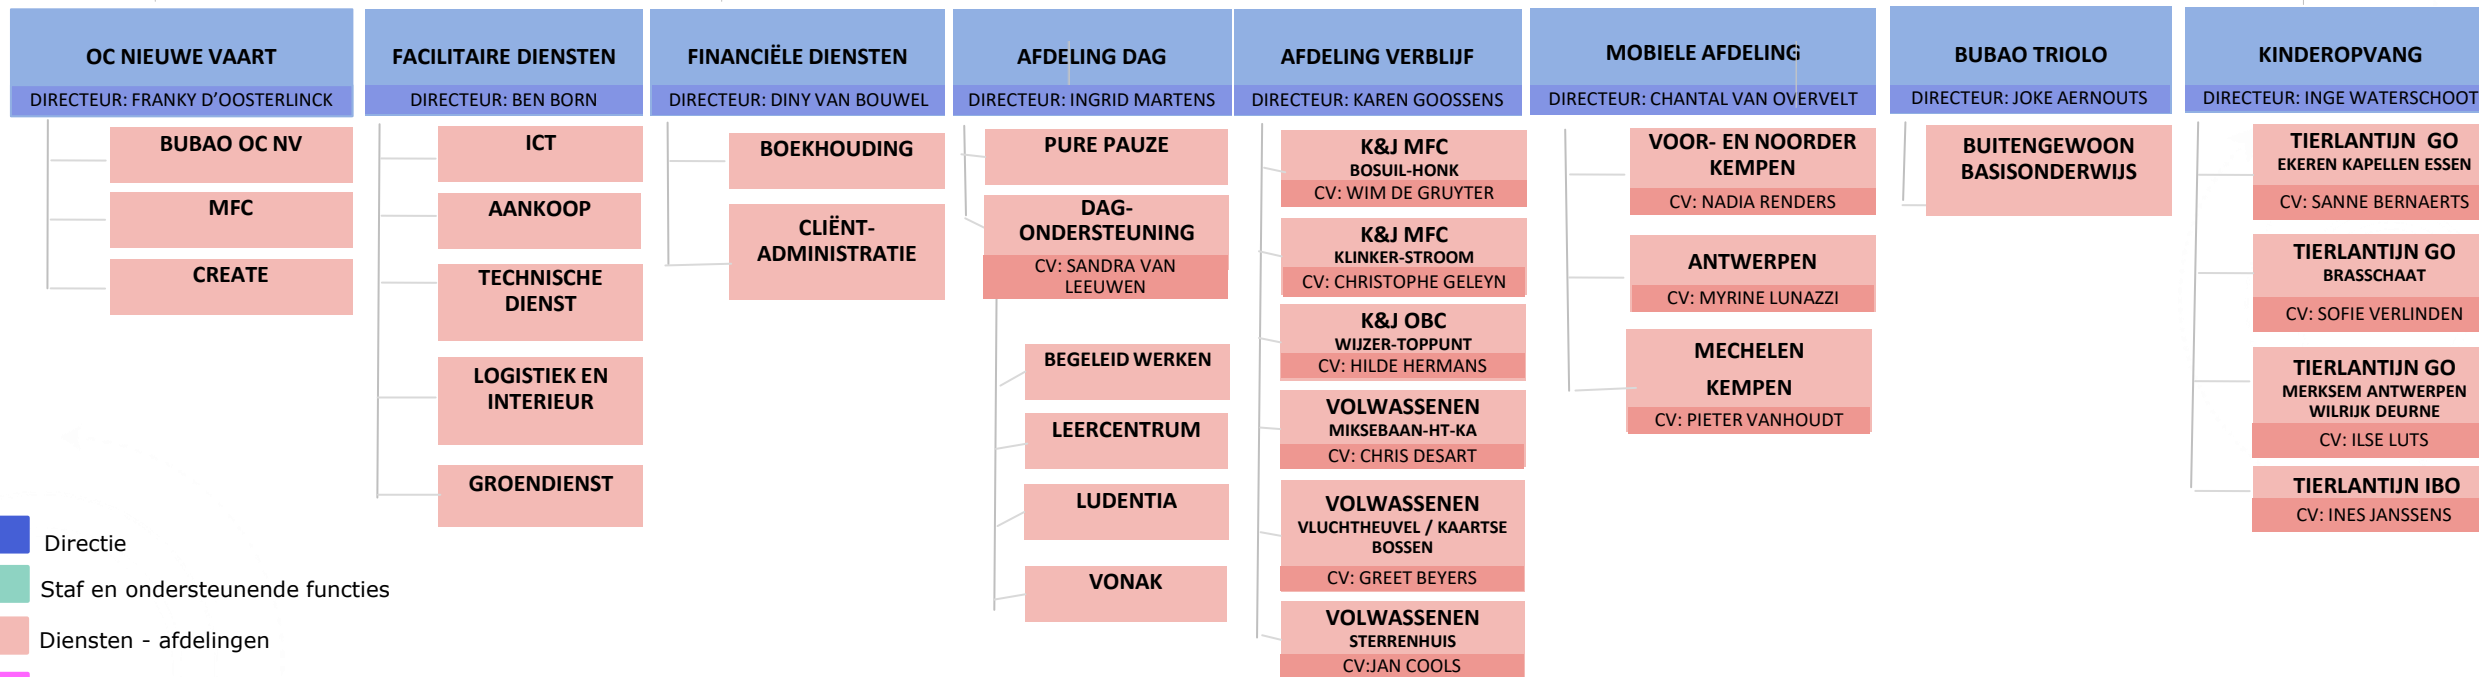 OC NIEUWE VAART
DIRECTEUR: FRANKY D'OOSTERLINCK
BUBAO OC NV
MFC
CREATE
FACILITAIRE DIENSTEN
DIRECTEUR: BEN BORN
ICT
AANKOOP
TECHNISCHE
DIENST
LOGISTIEK EN
INTERIEUR
GROENDIENST
FINANCIËLE DIENSTEN
DIRECTEUR: DINY VAN BOUWEL
BOEKHOUDING
CLIËNT-
ADMINISTRATIE
AFDELING DAG
DIRECTEUR: INGRID MARTENS
PURE PAUZE
DAG-
ONDERSTEUNING
CV: SANDRA VAN
LEEUWEN
BEGELEID WERKEN
LEERCENTRUM
LUDENTIA
VONAK
AFDELING VERBLIJF
DIRECTEUR: KAREN GOOSSENS
K&J MFC
BOSUIL-HONK
CV: WIM DE GRUYTER
K&J MFC
KLINKER-STROOM
CV: CHRISTOPHE GELEYN
K&J OBC
WIJZER-TOPPUNT
CV: HILDE HERMANS
VOLWASSENEN
MIKSEBAAN-HT-KA
CV: CHRIS DESART
VOLWASSENEN
VLUCHTHEUVEL / KAARTSE
BOSSEN
CV: GREET BEYERS
VOLWASSENEN
STERRENHUIS
CV:JAN COOLS
MOBIELE AFDELING
DIRECTEUR: CHANTAL VAN OVERVELT
VOOR- EN NOORDER
KEMPEN
CV: NADIA RENDERS
ANTWERPEN
CV: MYRINE LUNAZZI
MECHELEN
KEMPEN
CV: PIETER VANHOUDT
BUBAO TRIOLO
DIRECTEUR: JOKE AERNOUTS
BUITENGEWOON
BASISONDERWIJS
KINDEROPVANG
DIRECTEUR: INGE WATERSCHOOT
TIERLANTIJN GO
EKEREN KAPELLEN ESSEN
CV: SANNE BERNAERTS
TIERLANTIJN GO
BRASSCHAAT
CV: SOFIE VERLINDEN
TIERLANTIJN GO
MERKSEM ANTWERPEN
WILRIJK DEURNE
CV: ILSE LUTS
TIERLANTIJN IBO
CV: INES JANSSENS
Directie
Staf en ondersteunende functies
Diensten - afdelingen